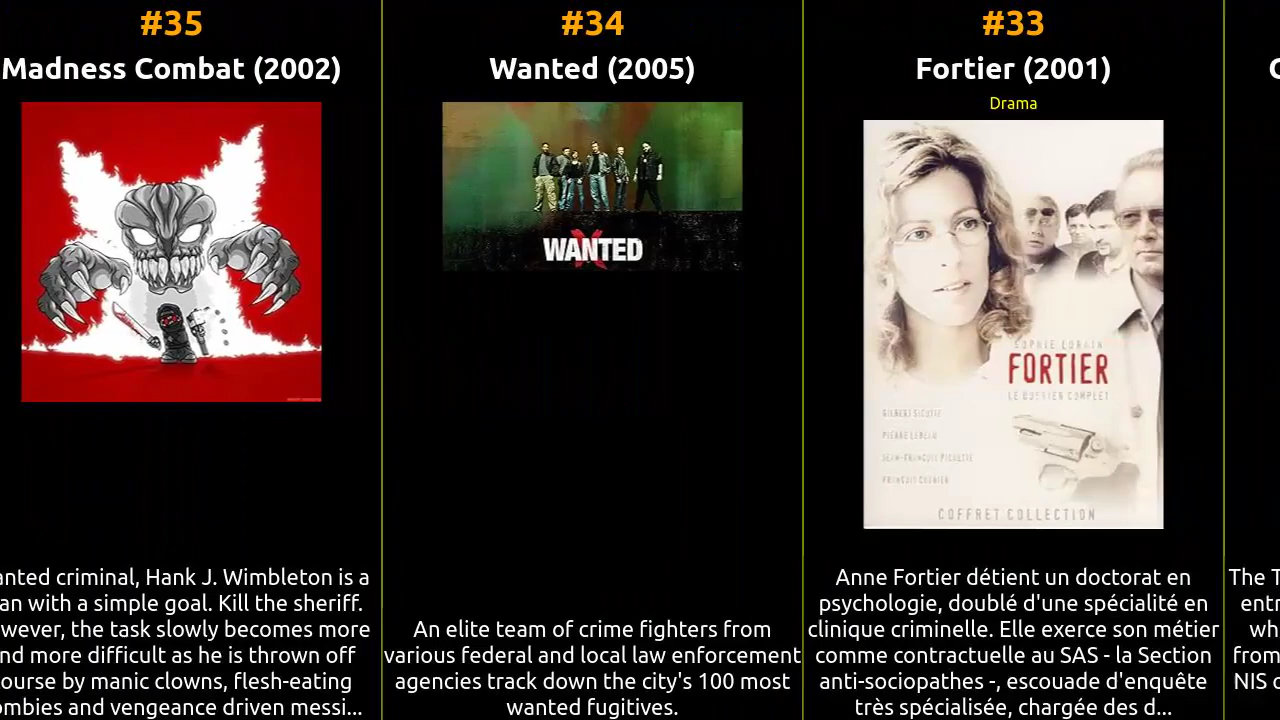 #35
Madness Combat (2002)
anted criminal, Hank J. Wimbleton is a
an with a simple goal. Kill the sheriff.
wever, the task slowly becomes more
nd more difficult as he is thrown off
ourse by manic clowns, flesh-eating
ombies and vengeance driven messi...
#34
Wanted (2005)
WANTED
An elite team of crime fighters from
various federal and local law enforcement
agencies track down the city's 100 most
wanted fugitives.
#33
Fortier (2001)
Drama
SOPHIE LORAIN
FORTIER
COFFRET COLLECTION
Anne Fortier détient un doctorat en
psychologie, doublé d'une spécialité en
clinique criminelle. Elle exerce son métier
comme contractuelle au SAS - la Section
anti-sociopathes -, escouade d'enquête
très spécialisée, chargée des d...
The T
entr
wh
from
NIS c